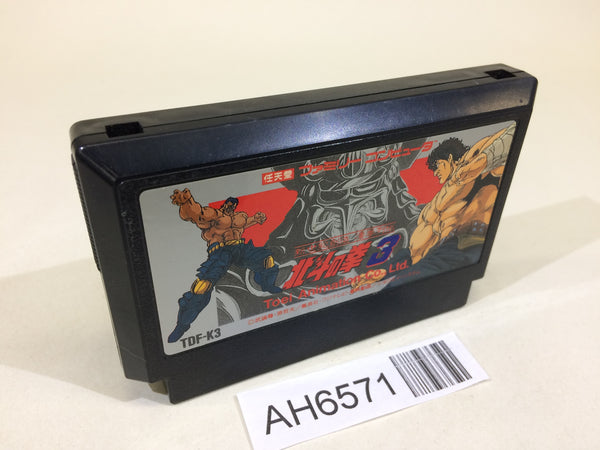 任天堂 ファミリーコンピュータ
北斗の拳3
Toei Animation Co., Ltd.
TDF-K3
AH6571